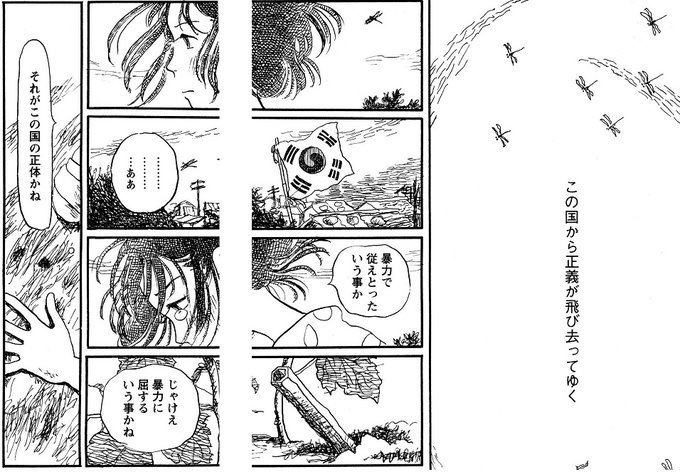 この国から正義が飛び去ってゆく
暴力で
従えとった
いう事か
………
………
…ああ
じゃけえ
暴力に
屈する
いう事かね
それがこの国の正体かね